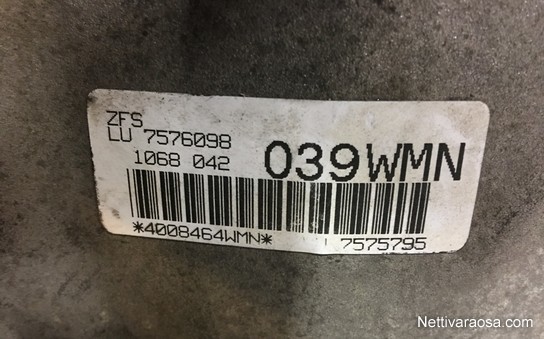 ZFS
LU 7576098
1068 042 039WMN
*4008464WMN* 7575795
Nettivaraosa.com